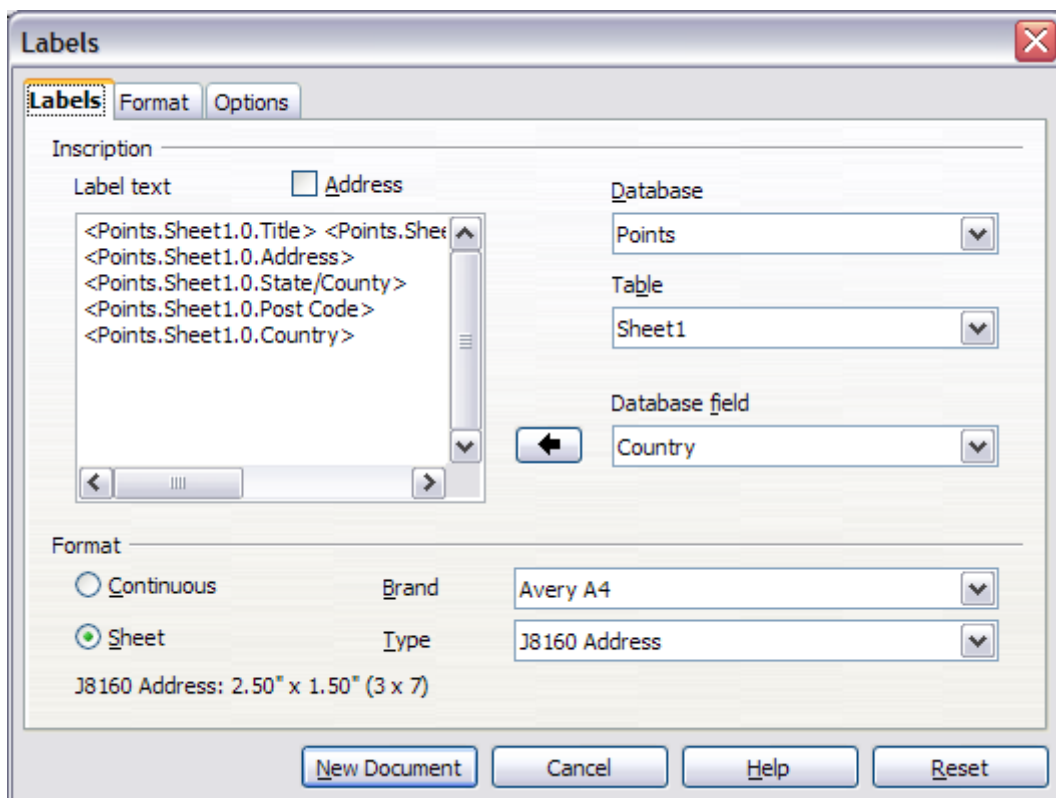 Labels
Labels Format Options
Inscription
Label text Address
<Points.Sheet1.0.Title> <Points.Shee
<Points.Sheet1.0.Address>
<Points.Sheet1.0.State/County>
<Points.Sheet1.0.Post Code>
<Points.Sheet1.0.Country>
Database
Points
Table
Sheet1
Database field
Country
Format
Continuous Brand Avery A4
Sheet Type J8160 Address
J8160 Address: 2.50" x 1.50" (3 x 7)
New Document Cancel Help Reset